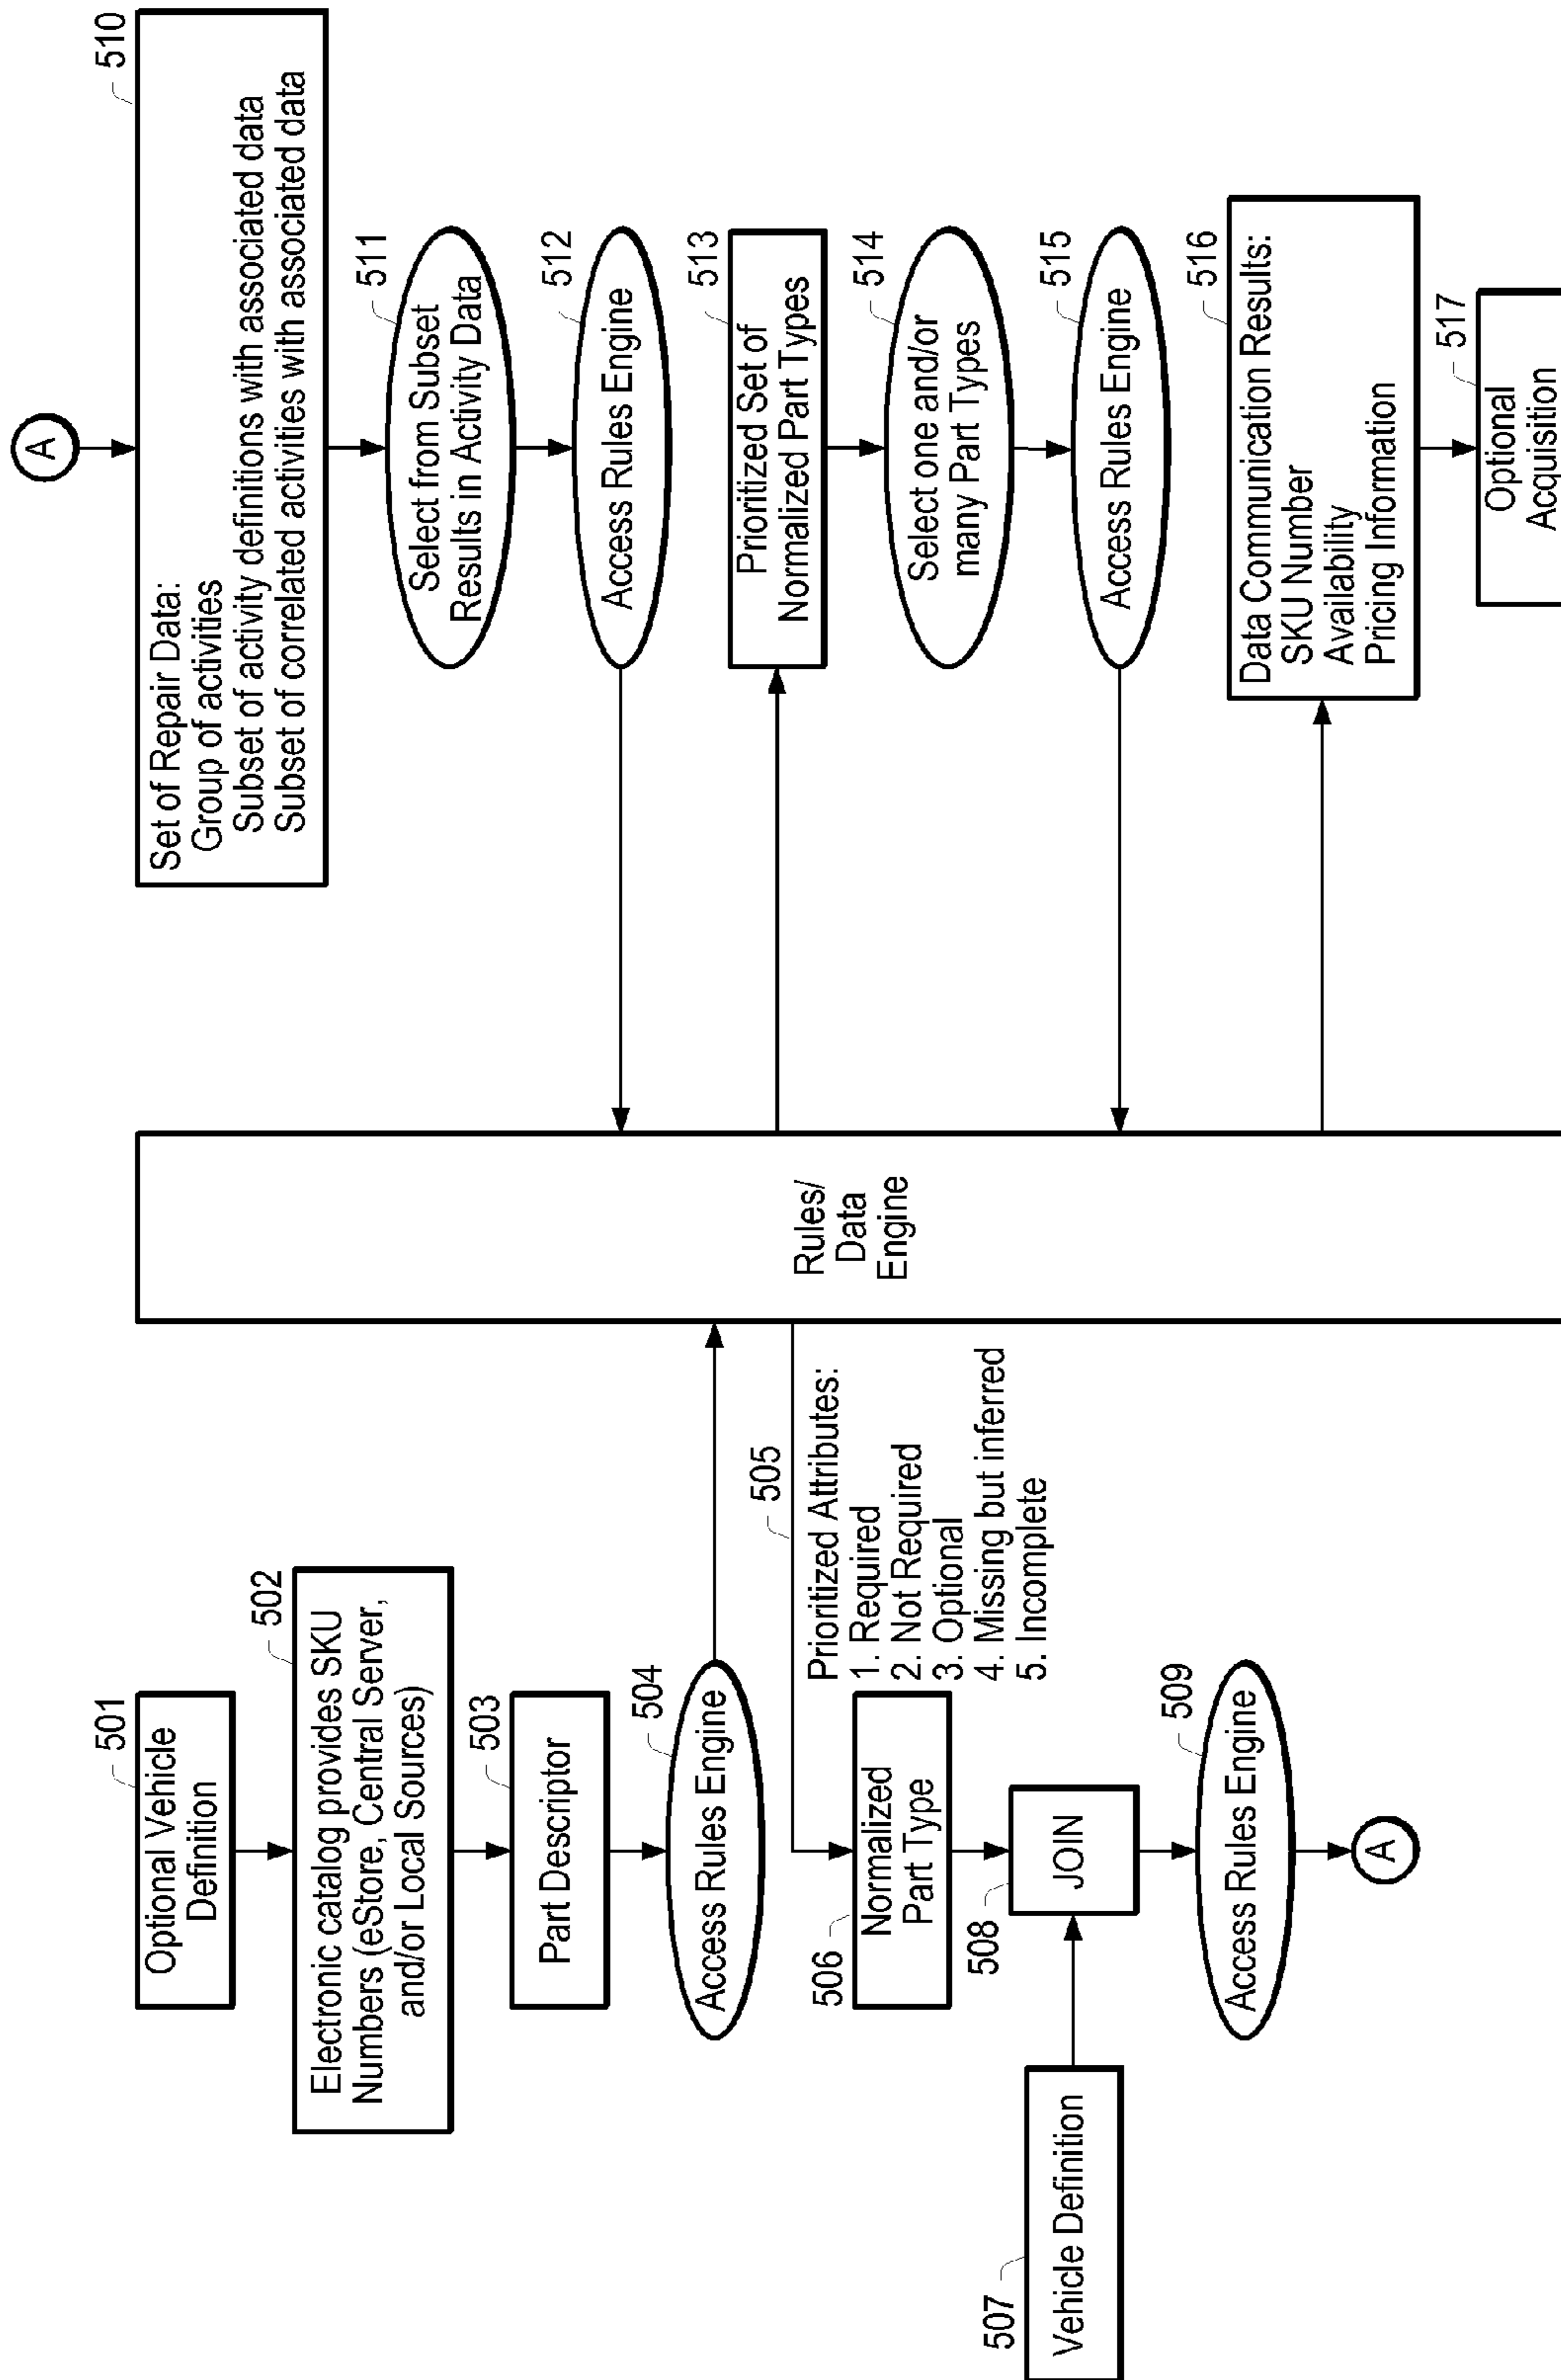 501
Optional Vehicle
Definition
502
Electronic catalog provides SKU
Numbers (eStore, Central Server,
and/or Local Sources)
503
Part Descriptor
504
Access Rules Engine
505
Prioritized Attributes:
1. Required
2. Not Required
3. Optional
4. Missing but inferred
5. Incomplete
506
Normalized
Part Type
507
Vehicle Definition
508
JOIN
509
Access Rules Engine
A
Rules/
Data
Engine
A
510
Set of Repair Data:
Group of activities
Subset of activity definitions with associated data
Subset of correlated activities with associated data
511
Select from Subset
Results in Activity Data
512
Access Rules Engine
513
Prioritized Set of
Normalized Part Types
514
Select one and/or
many Part Types
515
Access Rules Engine
516
Data Communication Results:
SKU Number
Availability
Pricing Information
517
Optional
Acquisition